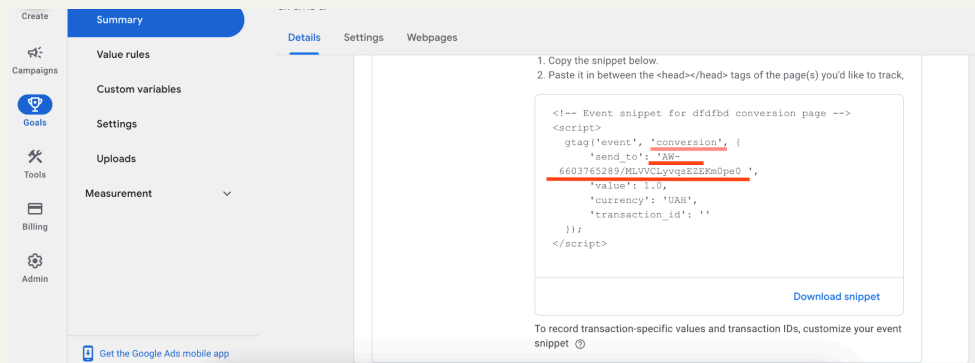 Create
Campaigns
Goals
Tools
Billing
Admin
Summary
Value rules
Custom variables
Settings
Uploads
Measurement
Get the Google Ads mobile app
Details Settings Webpages
1. Copy the snippet below.
2. Paste it in between the <head></head> tags of the page(s) you'd like to track,
<!-- Event snippet for dfdfbd conversion page -->
<script>
gtag('event', 'conversion', {
'send_to': 'AW-
6603765289/MLVVCLyvqsEZEKm0pe0 ',
'value': 1.0,
'currency': 'UAH',
'transaction_id': ''
});
</script>
Download snippet
To record transaction-specific values and transaction IDs, customize your event
snippet